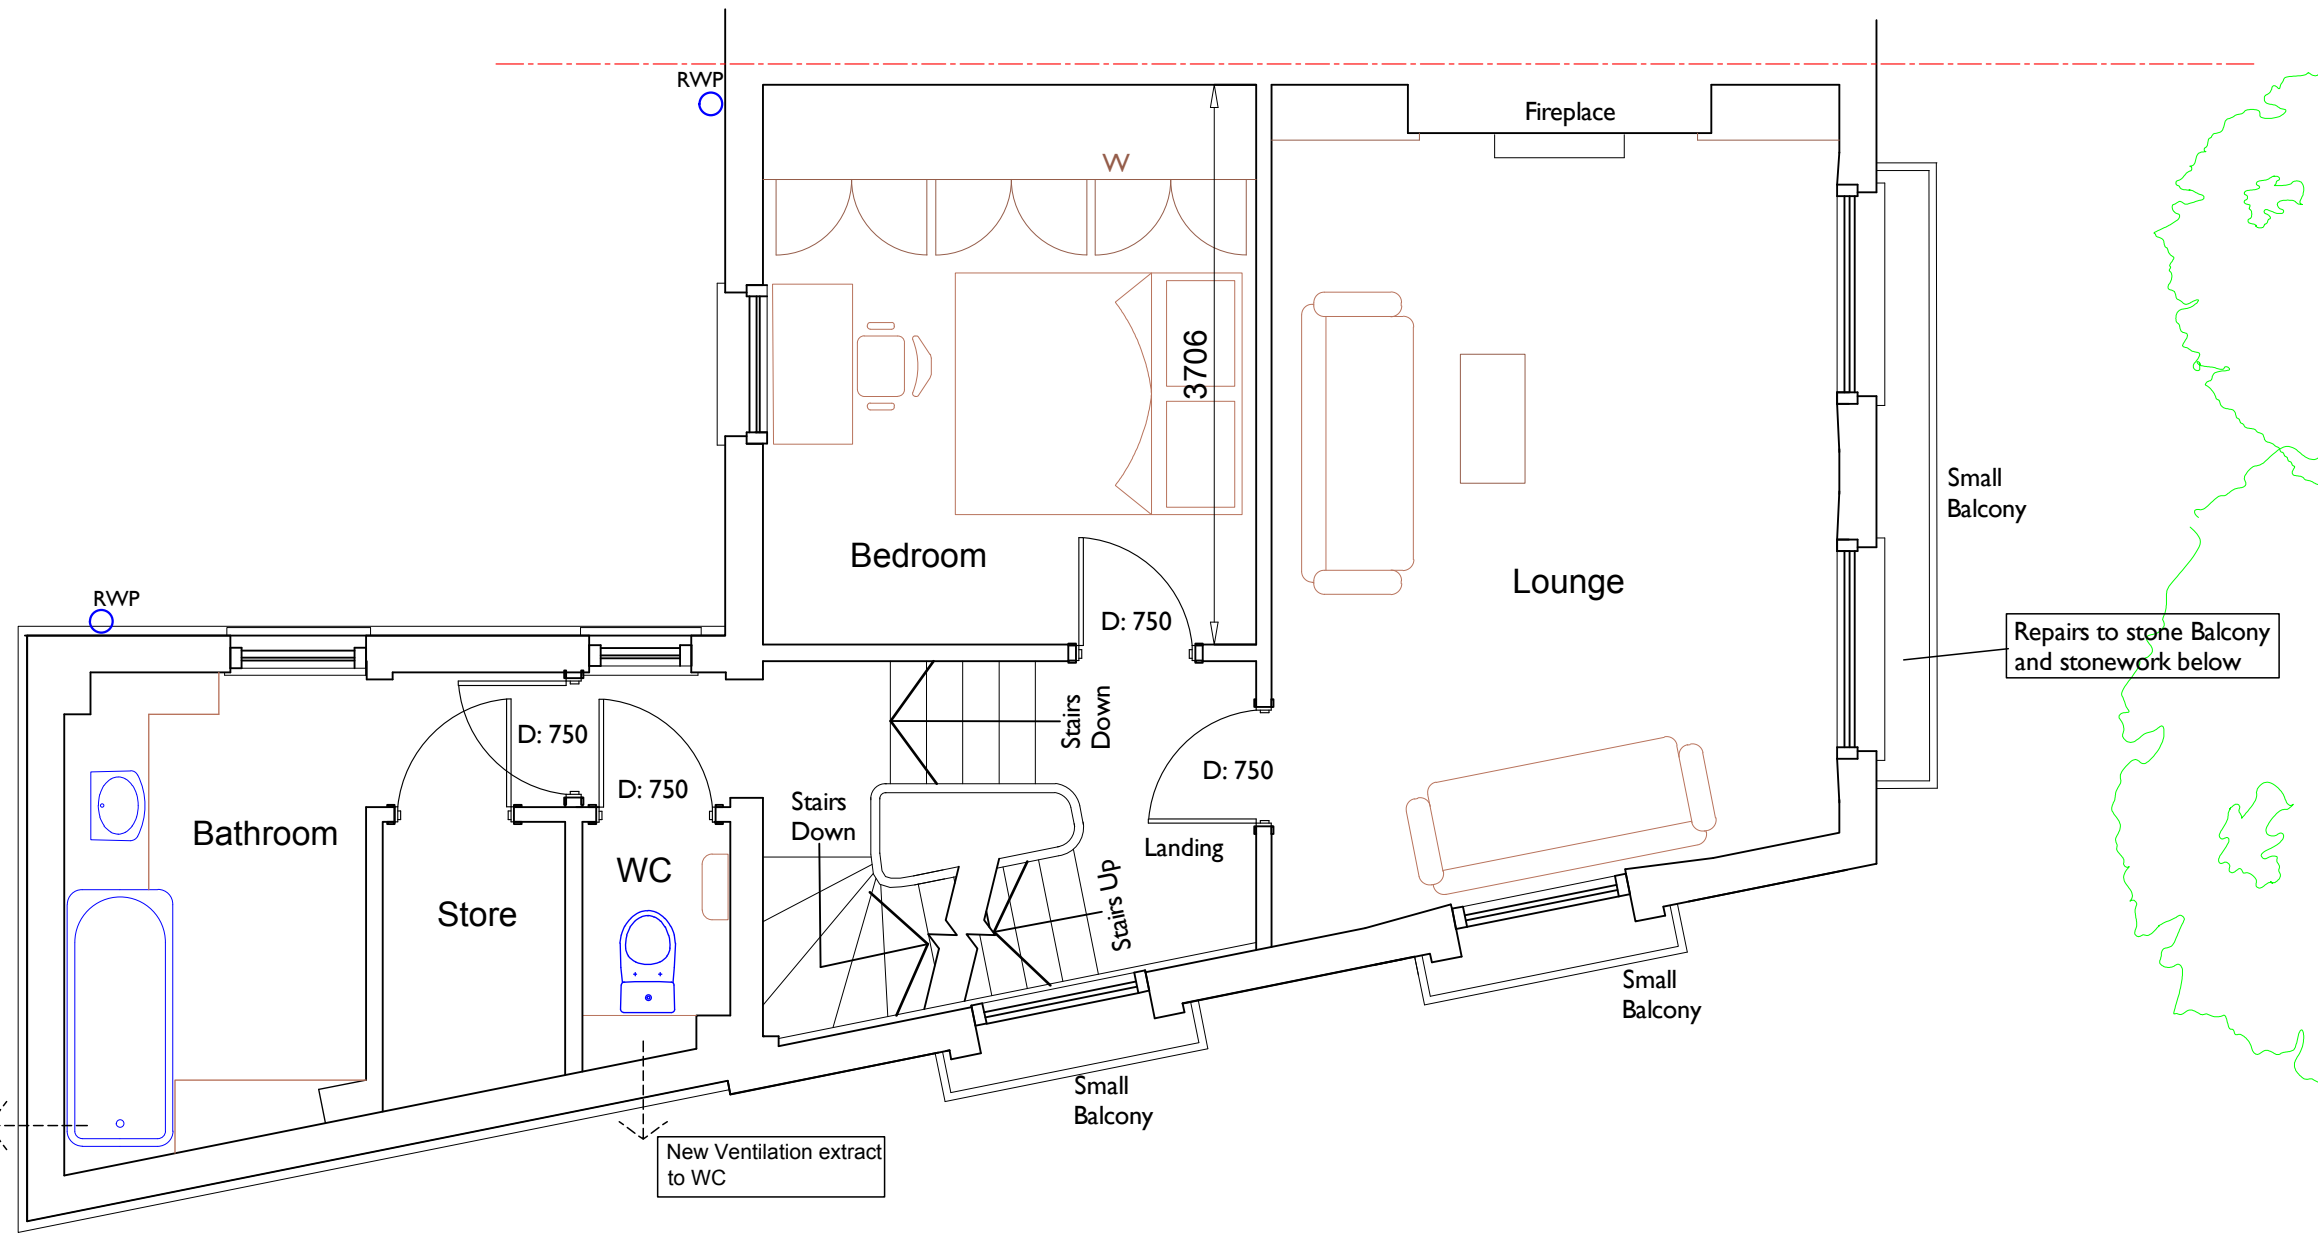 RWP
Fireplace
W
3706
Small
Balcony
Bedroom
Lounge
RWP
D: 750
Repairs to stone Balcony
and stonework below
Stairs
Down
D: 750
D: 750
D: 750
Stairs
Down
Bathroom
Landing
WC
Store
Stairs Up
Small
Balcony
Small
Balcony
New Ventilation extract
to WC